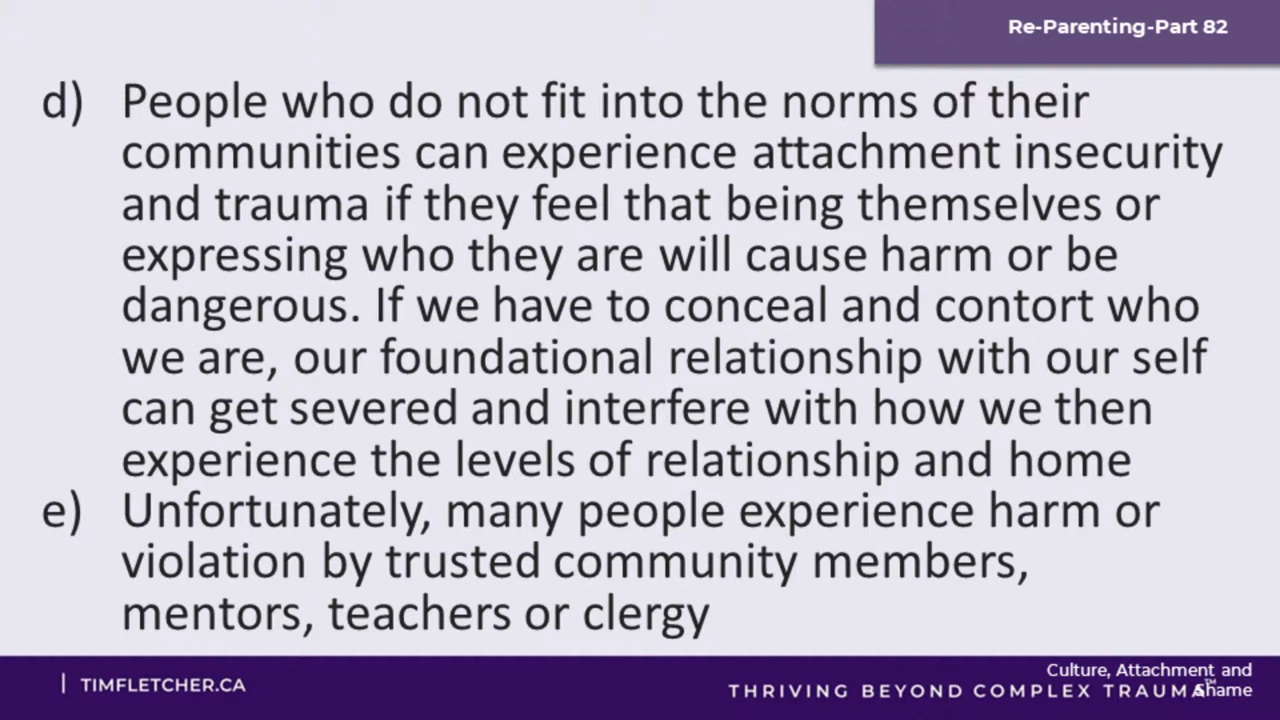 Re-Parenting-Part 82
d) People who do not fit into the norms of their
communities can experience attachment insecurity
and trauma if they feel that being themselves or
expressing who they are will cause harm or be
dangerous. If we have to conceal and contort who
we are, our foundational relationship with our self
can get severed and interfere with how we then
experience the levels of relationship and home
e) Unfortunately, many people experience harm or
violation by trusted community members,
mentors, teachers or clergy
| TIMFLETCHER.CA
Culture, Attachment and
Shame
THRIVING BEYOND COMPLEX TRAUMA™